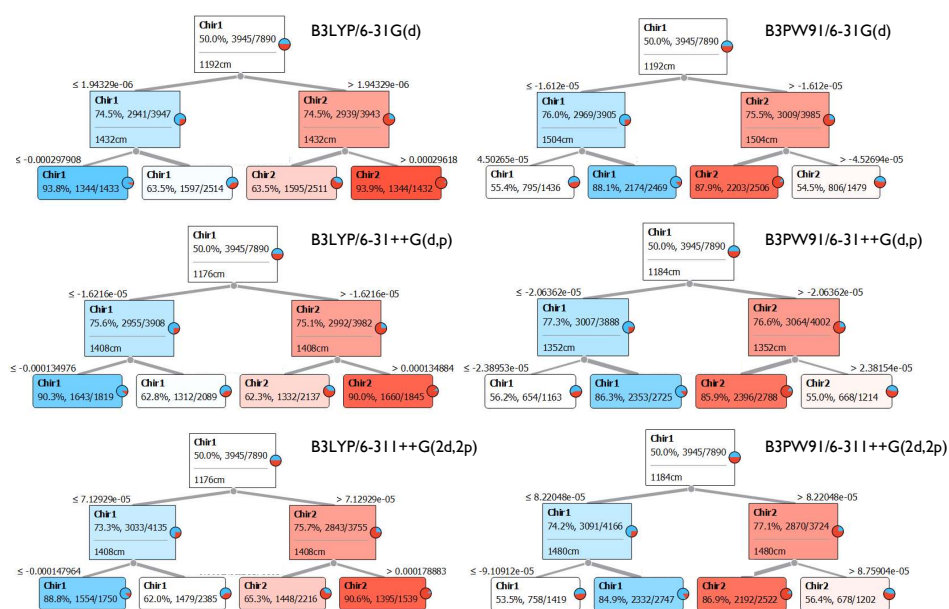 B3LYP/6-31G(d)
Chir1
50.0%, 3945/7890
1192cm
≤ 1.94329e-06
> 1.94329e-06
Chir1
74.5%, 2941/3947
1432cm
Chir2
74.5%, 2939/3943
1432cm
≤ -0.000297908
> 0.00029618
Chir1
93.8%, 1344/1433
Chir1
63.5%, 1597/2514
Chir2
63.5%, 1595/2511
Chir2
93.9%, 1344/1432
B3PW91/6-31G(d)
Chir1
50.0%, 3945/7890
1192cm
≤ -1.612e-05
> -1.612e-05
Chir1
76.0%, 2969/3905
1504cm
Chir2
75.5%, 3009/3985
1504cm
4.50265e-05
> -4.52694e-05
Chir1
55.4%, 795/1436
Chir1
88.1%, 2174/2469
Chir2
87.9%, 2203/2506
Chir2
54.5%, 806/1479
B3LYP/6-31++G(d,p)
Chir1
50.0%, 3945/7890
1176cm
≤ -1.6216e-05
> -1.6216e-05
Chir1
75.6%, 2955/3908
1408cm
Chir2
75.1%, 2992/3982
1408cm
≤ -0.000134976
> 0.000134884
Chir1
90.3%, 1643/1819
Chir1
62.8%, 1312/2089
Chir2
62.3%, 1332/2137
Chir2
90.0%, 1660/1845
B3PW91/6-31++G(d,p)
Chir1
50.0%, 3945/7890
1184cm
≤ -2.06362e-05
> -2.06362e-05
Chir1
77.3%, 3007/3888
1352cm
Chir2
76.6%, 3064/4002
1352cm
≤ -2.38953e-05
> 2.38154e-05
Chir1
56.2%, 654/1163
Chir1
86.3%, 2353/2725
Chir2
85.9%, 2396/2788
Chir2
55.0%, 668/1214
B3LYP/6-311++G(2d,2p)
Chir1
50.0%, 3945/7890
1176cm
≤ 7.12929e-05
> 7.12929e-05
Chir1
73.3%, 3033/4135
1408cm
Chir2
75.7%, 2843/3755
1408cm
≤ -0.000147964
> 0.000178883
Chir1
88.8%, 1554/1750
Chir1
62.0%, 1479/2385
Chir2
65.3%, 1448/2216
Chir2
90.6%, 1395/1539
B3PW91/6-311++G(2d,2p)
Chir1
50.0%, 3945/7890
1184cm
≤ 8.22048e-05
> 8.22048e-05
Chir1
74.2%, 3091/4166
1480cm
Chir2
77.1%, 2870/3724
1480cm
≤ -9.10912e-05
> 8.75904e-05
Chir1
53.5%, 758/1419
Chir1
84.9%, 2332/2747
Chir2
86.9%, 2192/2522
Chir2
56.4%, 678/1202